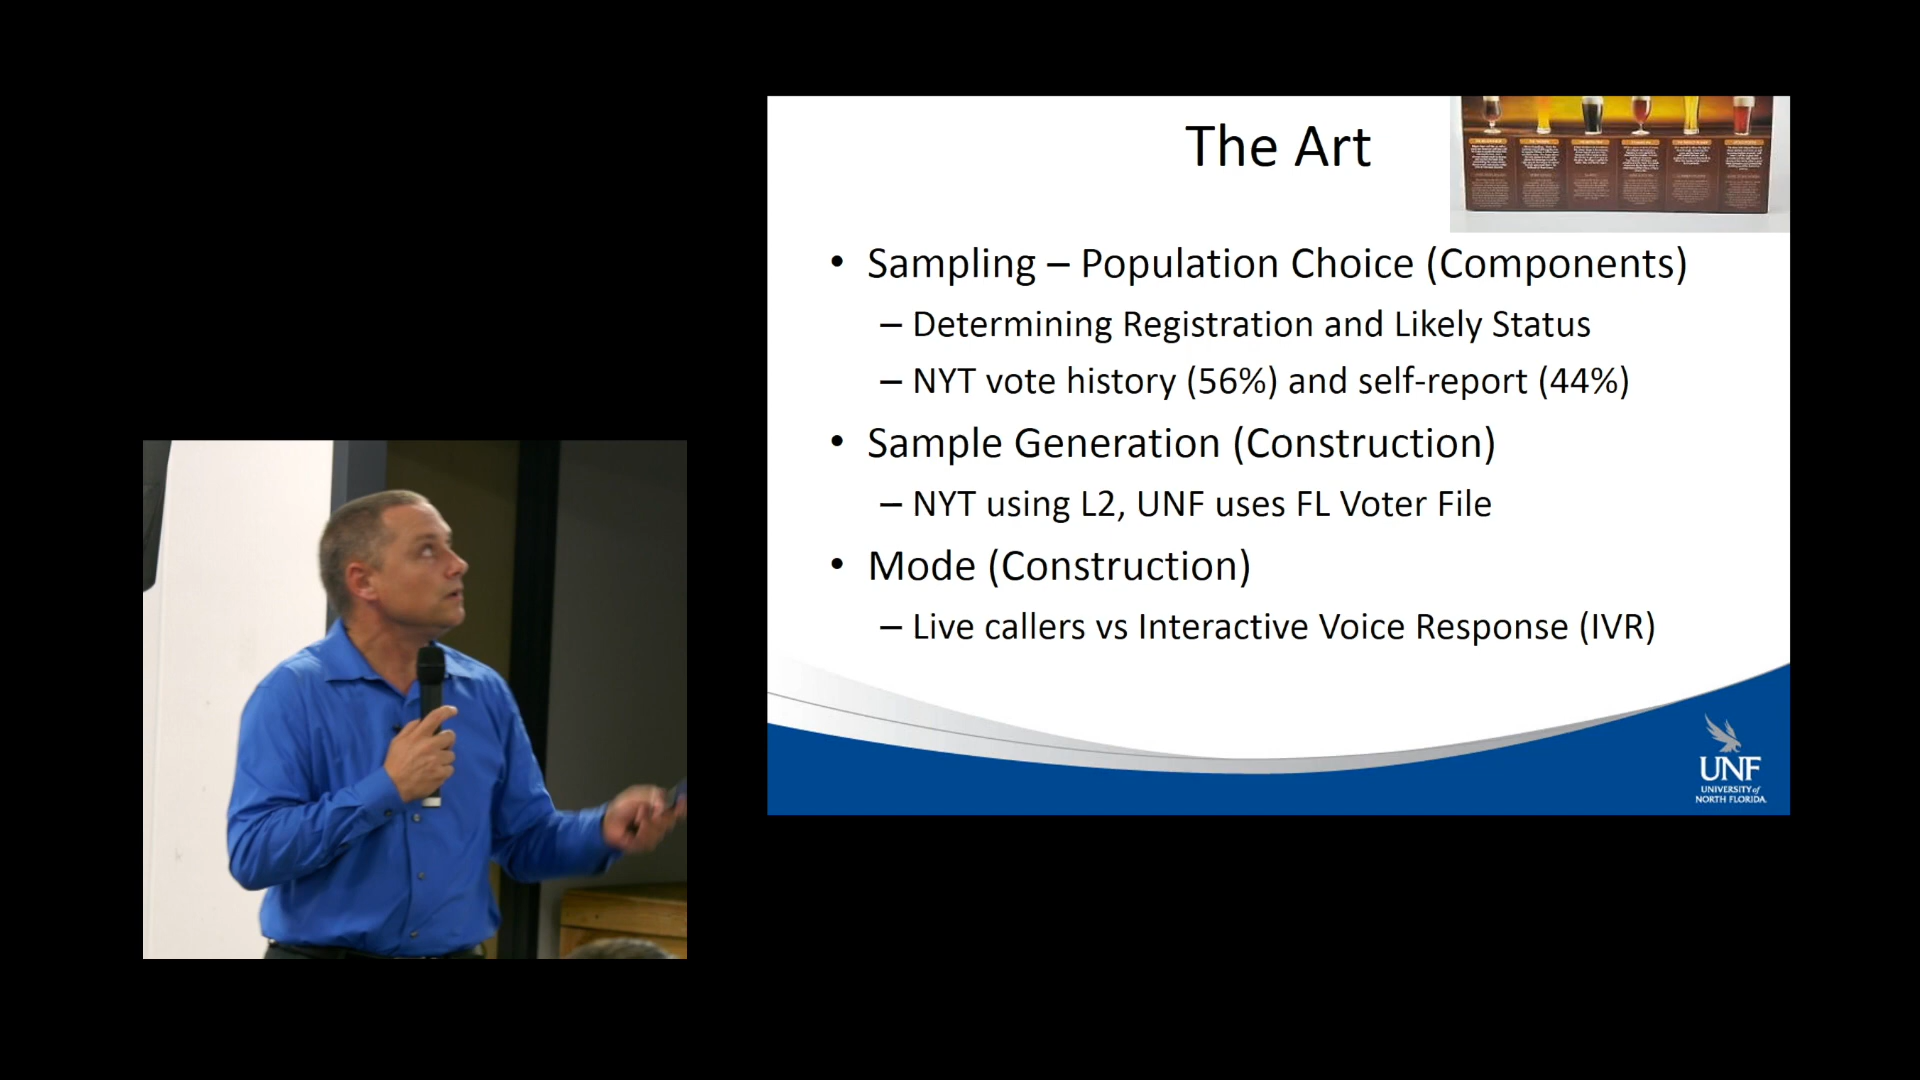 The Art
• Sampling – Population Choice (Components)
– Determining Registration and Likely Status
– NYT vote history (56%) and self-report (44%)
• Sample Generation (Construction)
– NYT using L2, UNF uses FL Voter File
• Mode (Construction)
– Live callers vs Interactive Voice Response (IVR)
UNF
UNIVERSITY of
NORTH FLORIDA